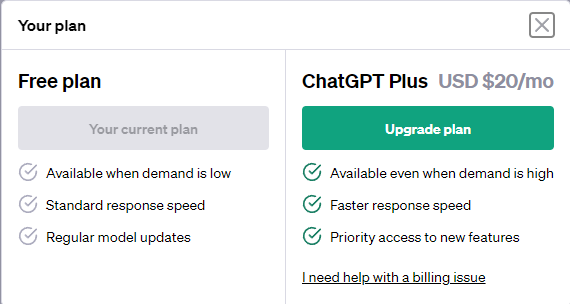 Your plan
Free plan
Your current plan
Available when demand is low
Standard response speed
Regular model updates
ChatGPT Plus USD $20/mo
Upgrade plan
Available even when demand is high
Faster response speed
Priority access to new features
I need help with a billing issue